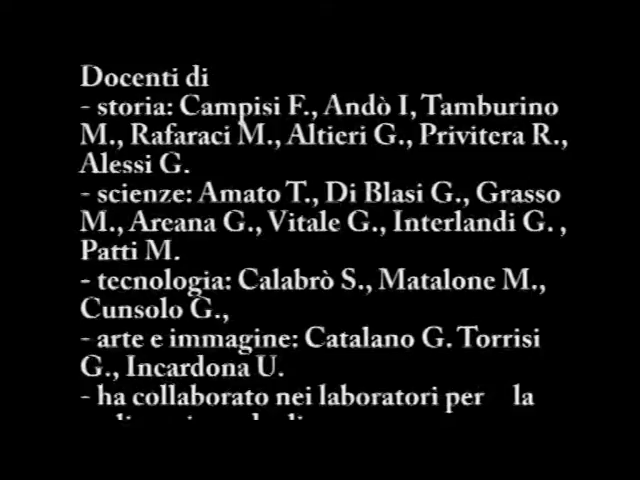 Docenti di
- storia: Campisi F., Andò I, Tamburino
M., Rafaraci M., Altieri G., Privitera R.,
Alessi G.
- scienze: Amato T., Di Blasi G., Grasso
M., Arcana G., Vitale G., Interlandi G. ,
Patti M.
- tecnologia: Calabrò S., Matalone M.,
Cunsolo G.,
- arte e immagine: Catalano G. Torrisi
G., Incardona U.
- ha collaborato nei laboratori per la